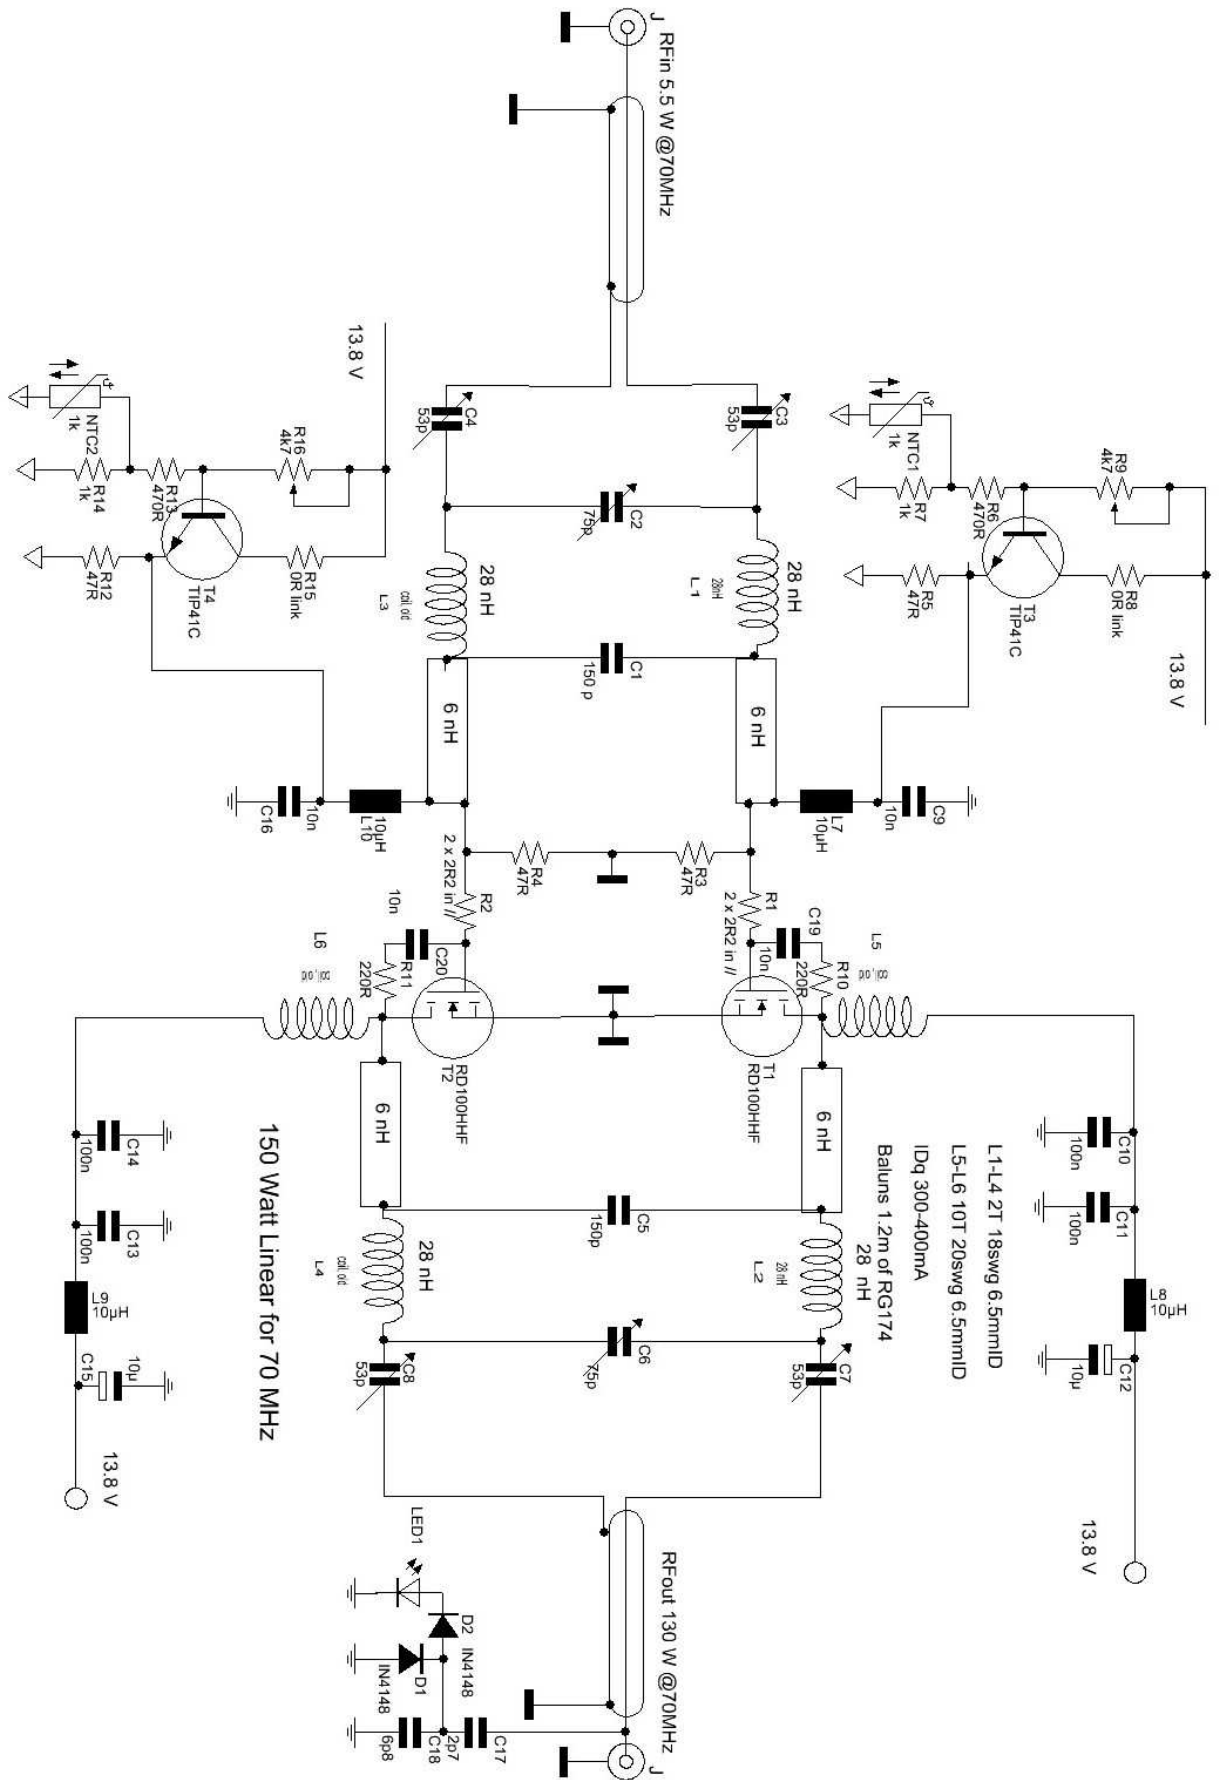 J
RFin 5.5 W @70MHz
13.8 V
C4
53p
C3
53p
C2
75p
28 nH
28nH
L1
28 nH
coil, old
L3
C1
150 p
6 nH
6 nH
NTC1
1k
R7
1k
R6
470R
R9
4k7
R5
47R
T3
TIP41C
R8
0R link
13.8 V
NTC2
1k
R14
1k
R13
470R
R16
4k7
R12
47R
T4
TIP41C
R15
0R link
C16
10n
L10
10µH
L7
10µH
C9
10n
R4
47R
R3
47R
R2
2 x 2R2 in //
R1
2 x 2R2 in //
C20
10n
R11
220R
C19
10n
R10
220R
L6
L5
T2
RD100HHF
T1
RD100HHF
6 nH
6 nH
L1-L4 2T 18swg 6.5mmID
L5-L6 10T 20swg 6.5mmID
IDq 300-400mA
Baluns 1.2m of RG174
C10
100n
C11
100n
L8
10µH
C12
10µ
13.8 V
C14
100n
C13
100n
L9
10µH
C15
10µ
13.8 V
C5
150p
28 nH
28 nH
L2
28 nH
coil, old
L4
C6
75p
C8
53p
C7
53p
150 Watt Linear for 70 MHz
RFout 130 W @70MHz
LED1
D2
IN4148
D1
IN4148
C17
2p7
C18
6p8
J